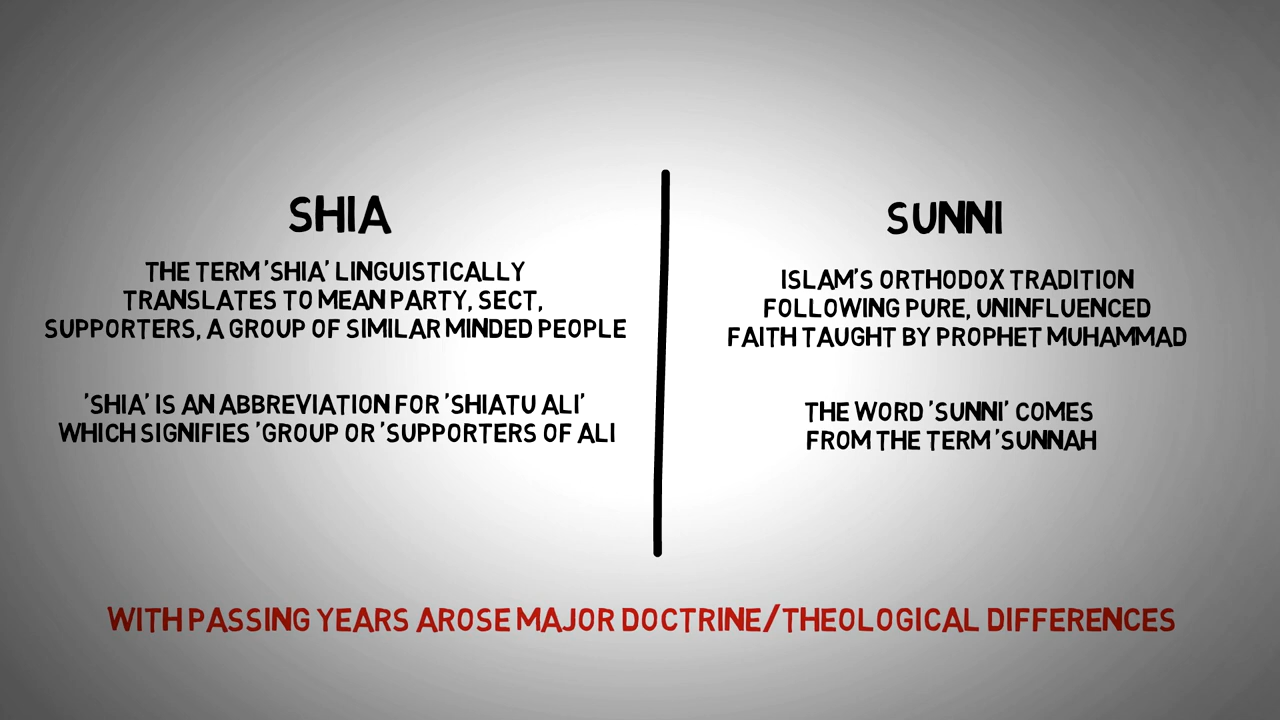 SHIA
THE TERM 'SHIA' LINGUISTICALLY
TRANSLATES TO MEAN PARTY, SECT,
SUPPORTERS, A GROUP OF SIMILAR MINDED PEOPLE
'SHIA' IS AN ABBREVIATION FOR 'SHIATU ALI'
WHICH SIGNIFIES 'GROUP OR 'SUPPORTERS OF ALI
SUNNI
ISLAM'S ORTHODOX TRADITION
FOLLOWING PURE, UNINFLUENCED
FAITH TAUGHT BY PROPHET MUHAMMAD
THE WORD 'SUNNI' COMES
FROM THE TERM 'SUNNAH
WITH PASSING YEARS AROSE MAJOR DOCTRINE/THEOLOGICAL DIFFERENCES